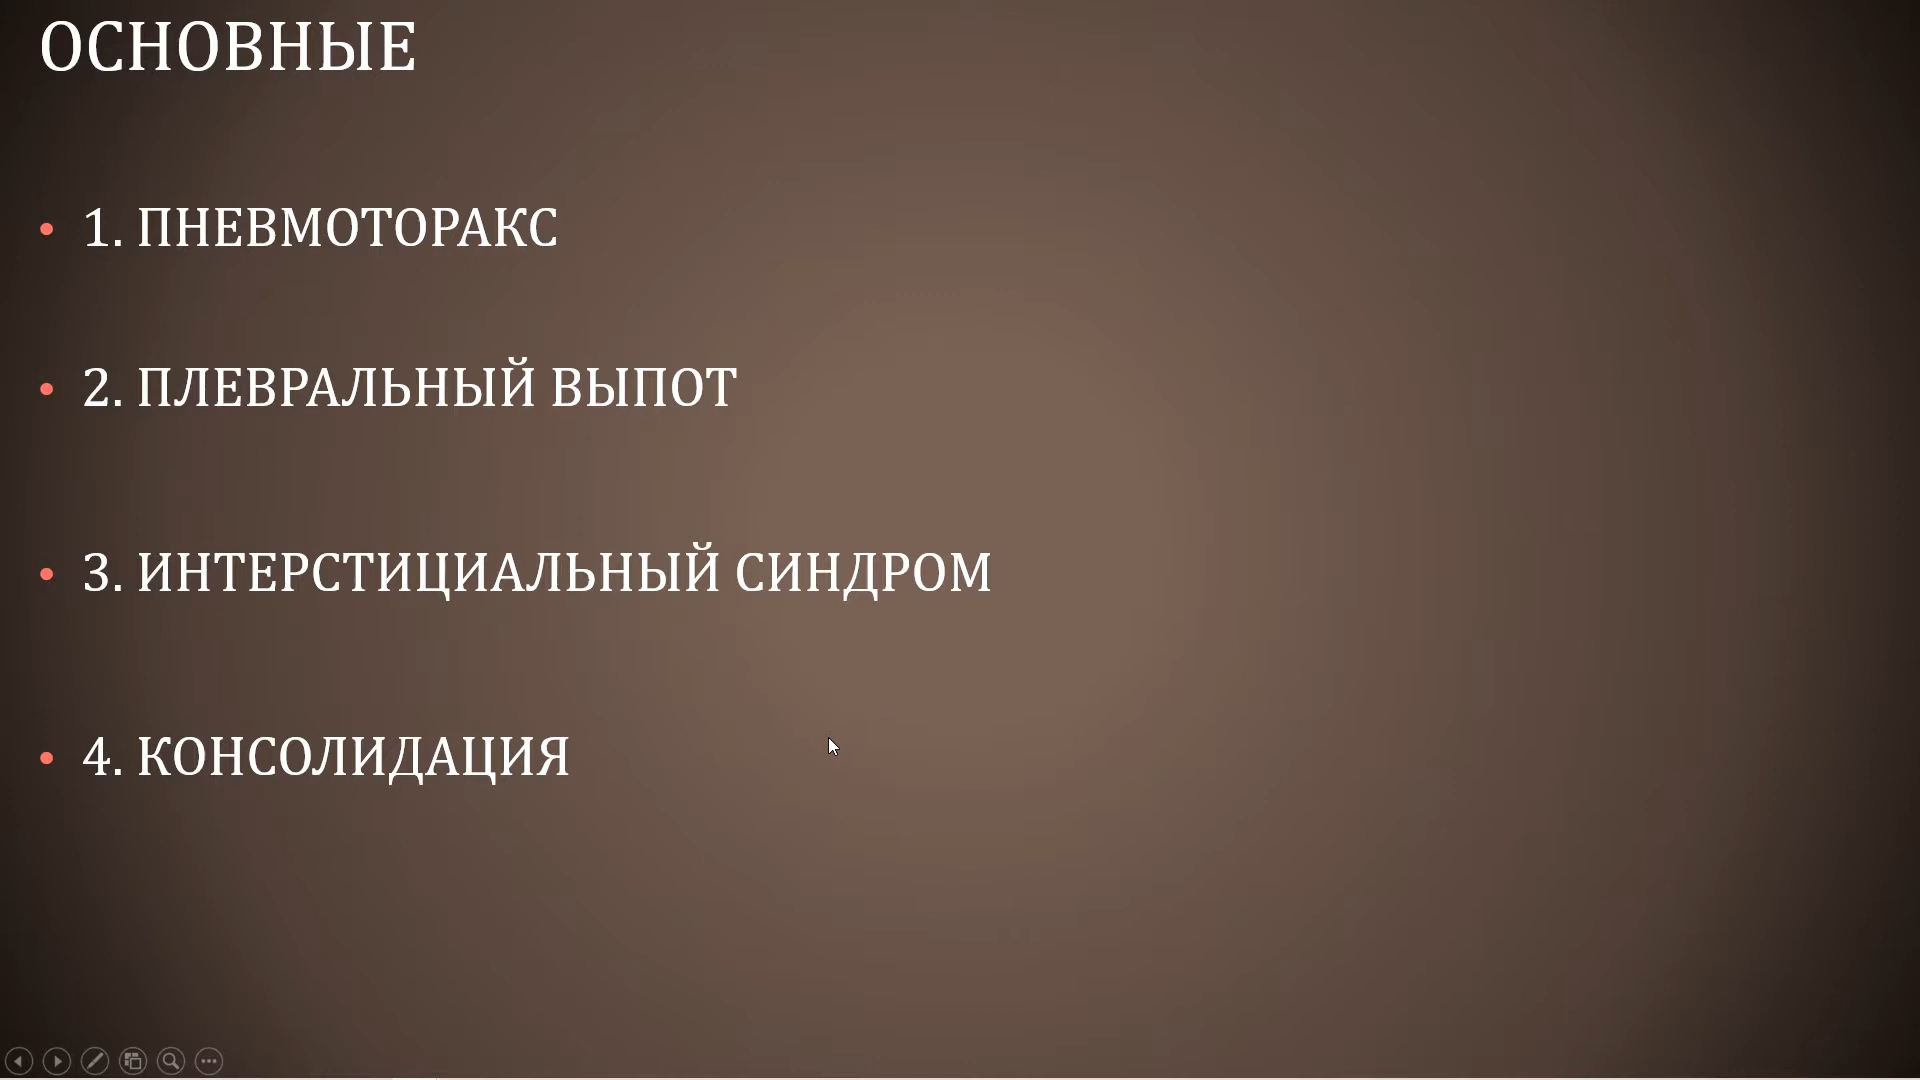 ОСНОВНЫЕ
• 1. ПНЕВМОТОРАКС
• 2. ПЛЕВРАЛЬНЫЙ ВЫПОТ
• 3. ИНТЕРСТИЦИАЛЬНЫЙ СИНДРОМ
• 4. КОНСОЛИДАЦИЯ